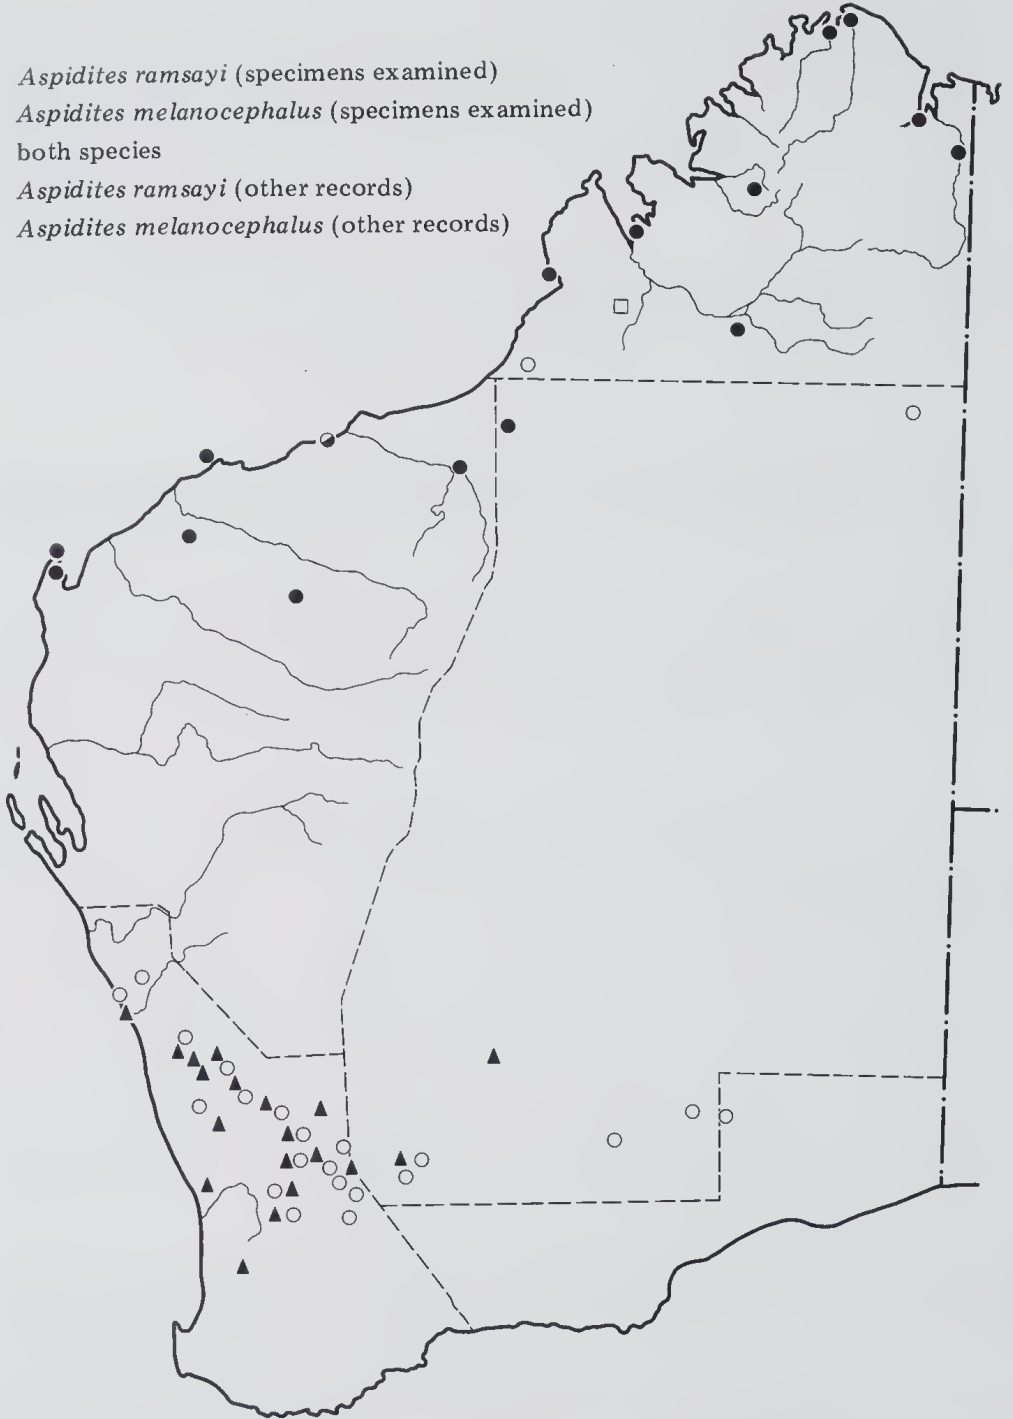 Aspidites ramsayi (specimens examined)
Aspidites melanocephalus (specimens examined)
both species
Aspidites ramsayi (other records)
Aspidites melanocephalus (other records)